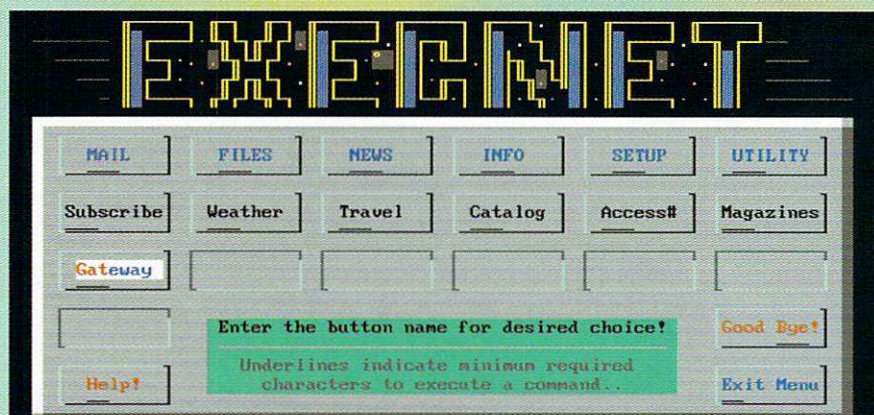 EXECNET
MAIL FILES NEWS INFO SETUP UTILITY
Subscribe Weather Travel Catalog Access# Magazines
Gateway
Enter the button name for desired choice! Good Bye!
Underlines indicate minimum required
characters to execute a command..
Help! Exit Menu